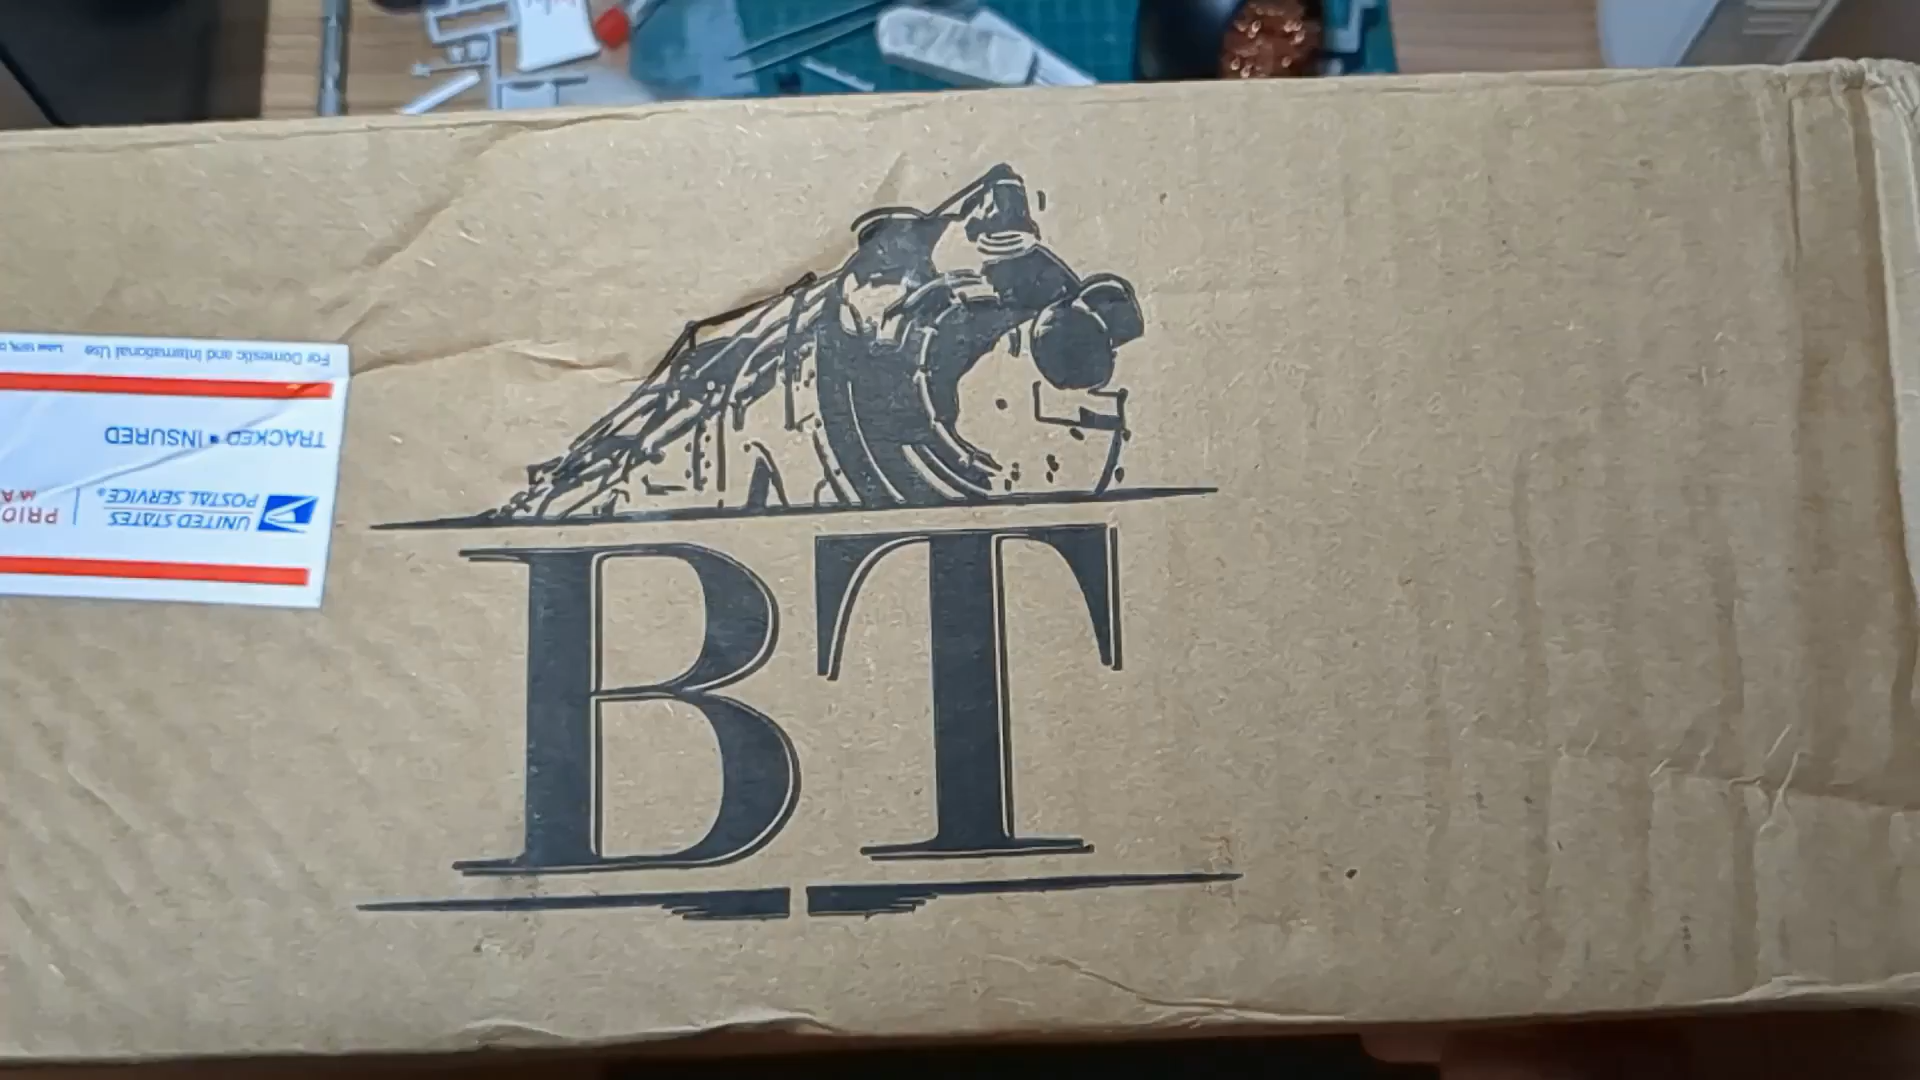 For Domestic and International Use
TRACKED ▪ INSURED
UNITED STATES
POSTAL SERVICE®
BT